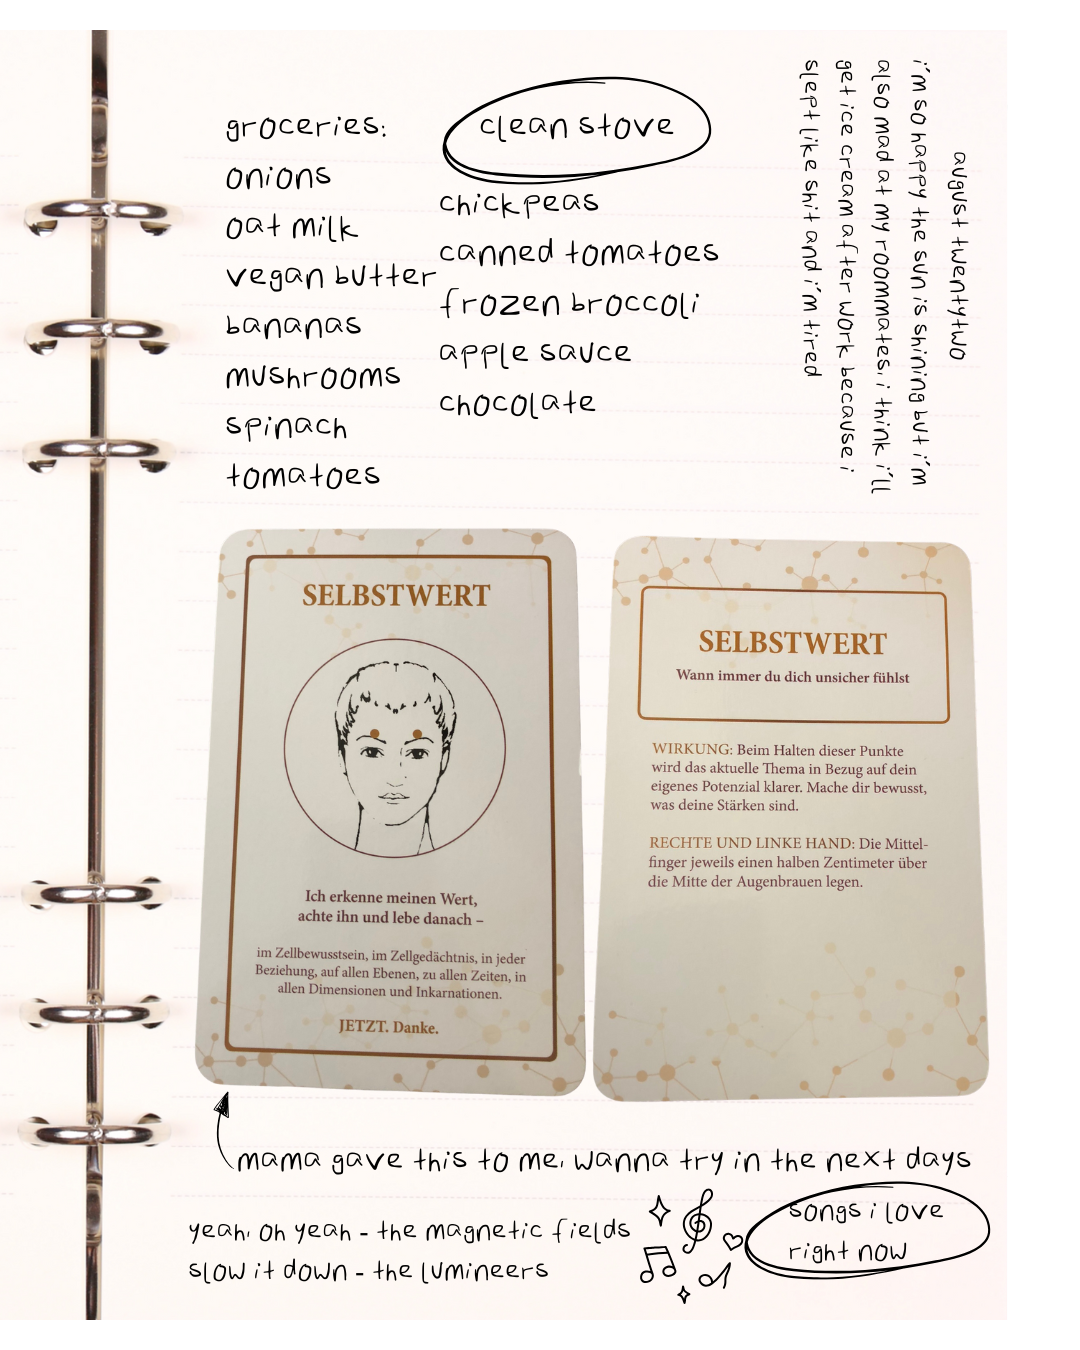 groceries:
onions
oat milk
vegan butter
bananas
mushrooms
spinach
tomatoes
clean stove
chickpeas
canned tomatoes
frozen broccoli
apple sauce
chocolate
august twentytwo
i'm so happy the sun is shining but i'm
also mad at my roommates, i think i'll
get ice cream after work because i
slept like shit and i'm tired
SELBSTWERT
Ich erkenne meinen Wert,
achte ihn und lebe danach –
im Zellbewusstsein, im Zellgedächtnis, in jeder
Beziehung, auf allen Ebenen, zu allen Zeiten, in
allen Dimensionen und Inkarnationen.
JETZT. Danke.
SELBSTWERT
Wann immer du dich unsicher fühlst
WIRKUNG: Beim Halten dieser Punkte
wird das aktuelle Thema in Bezug auf dein
eigenes Potenzial klarer. Mache dir bewusst,
was deine Stärken sind.
RECHTE UND LINKE HAND: Die Mittel-
finger jeweils einen halben Zentimeter über
die Mitte der Augenbrauen legen.
mama gave this to me, wanna try in the next days
yeah, oh yeah - the magnetic fields
slow it down - the lumineers
songs i love
right now